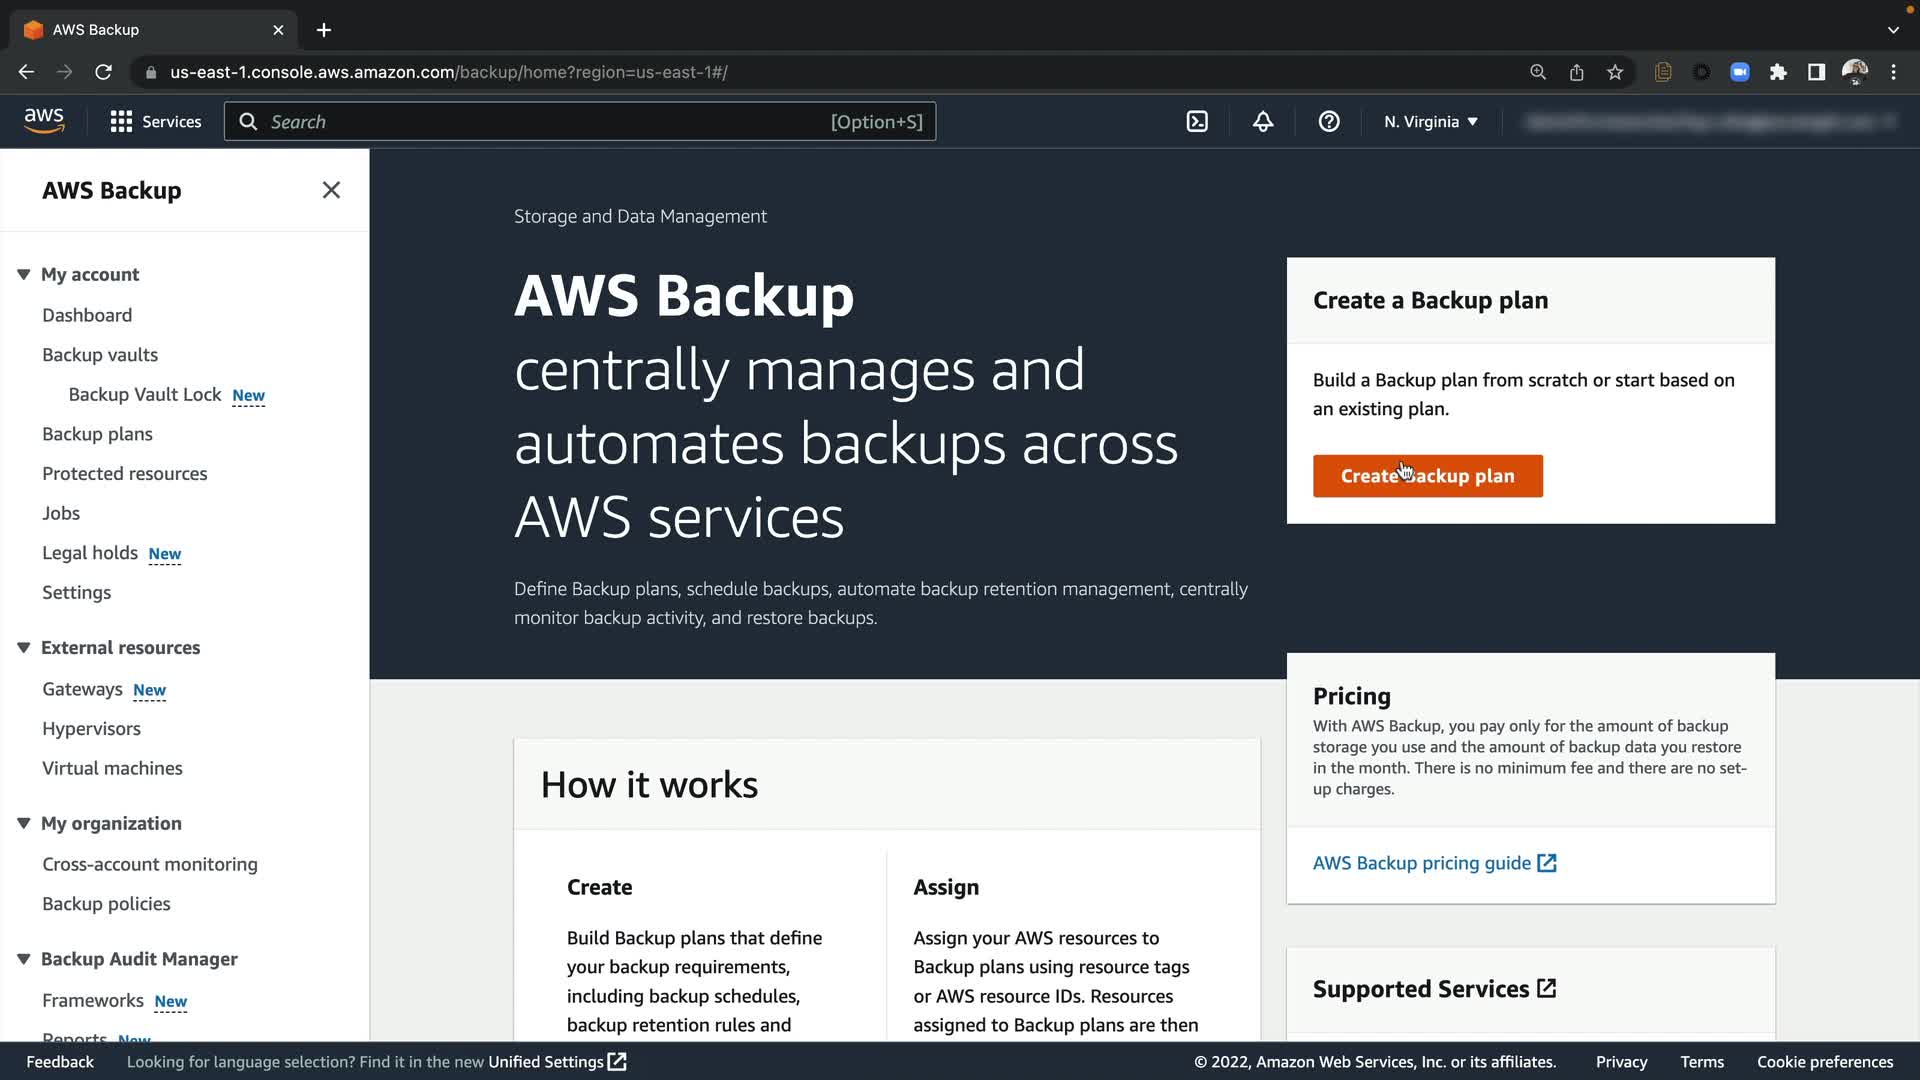 AWS Backup
us-east-1.console.aws.amazon.com/backup/home?region=us-east-1#/
aws
Services
Search
[Option+S]
N. Virginia
AWS Backup
My account
Dashboard
Backup vaults
Backup Vault Lock New
Backup plans
Protected resources
Jobs
Legal holds New
Settings
External resources
Gateways New
Hypervisors
Virtual machines
My organization
Cross-account monitoring
Backup policies
Backup Audit Manager
Frameworks New
Reports New
Storage and Data Management
AWS Backup
centrally manages and
automates backups across
AWS services
Define Backup plans, schedule backups, automate backup retention management, centrally
monitor backup activity, and restore backups.
Create a Backup plan
Build a Backup plan from scratch or start based on
an existing plan.
Create Backup plan
Pricing
With AWS Backup, you pay only for the amount of backup
storage you use and the amount of backup data you restore
in the month. There is no minimum fee and there are no set-
up charges.
AWS Backup pricing guide
Supported Services
How it works
Create
Build Backup plans that define
your backup requirements,
including backup schedules,
backup retention rules and
Assign
Assign your AWS resources to
Backup plans using resource tags
or AWS resource IDs. Resources
assigned to Backup plans are then
Feedback
Looking for language selection? Find it in the new Unified Settings
© 2022, Amazon Web Services, Inc. or its affiliates.
Privacy
Terms
Cookie preferences